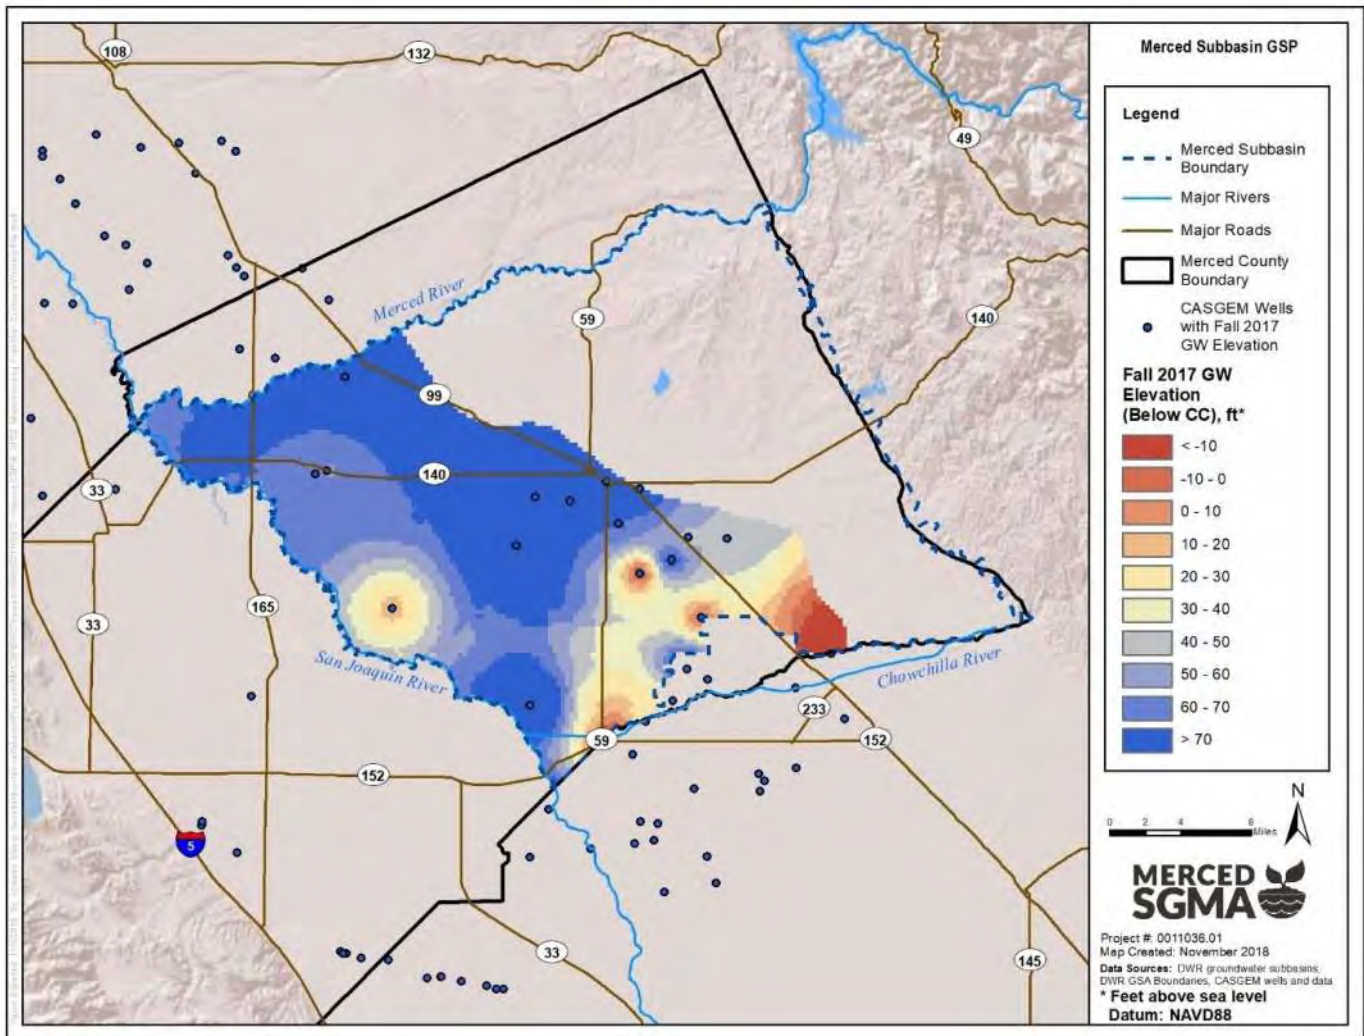 Merced Subbasin GSP
Legend
Merced Subbasin
Boundary
Major Rivers
Major Roads
Merced County
Boundary
CASGEM Wells
with Fall 2017
GW Elevation
Fall 2017 GW
Elevation
(Below CC), ft*
< -10
-10 - 0
0 - 10
10 - 20
20 - 30
30 - 40
40 - 50
50 - 60
60 - 70
> 70
N
0 2 4 8
Miles
MERCED
SGMA
Project #: 0011036.01
Map Created: November 2018
Data Sources: DWR groundwater subbasins,
DWR GSA Boundaries, CASGEM wells and data
* Feet above sea level
Datum: NAVD88
108
132
49
Merced River
59
140
99
140
33
165
33
San Joaquin River
Chowchilla River
233
59
152
152
5
33
145